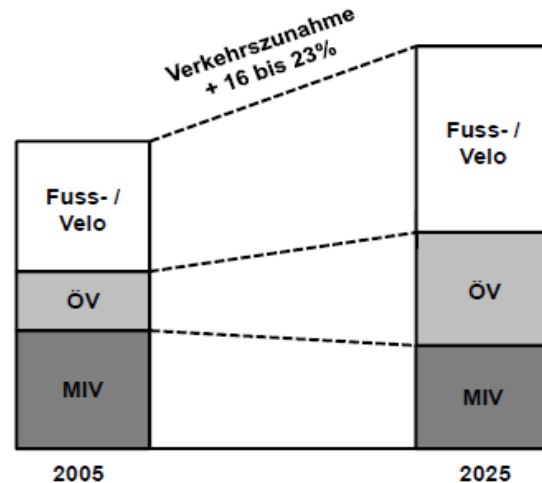 Verkehrszunahme
+ 16 bis 23%
Fuss- /
Velo
ÖV
MIV
2005
Fuss- /
Velo
ÖV
MIV
2025